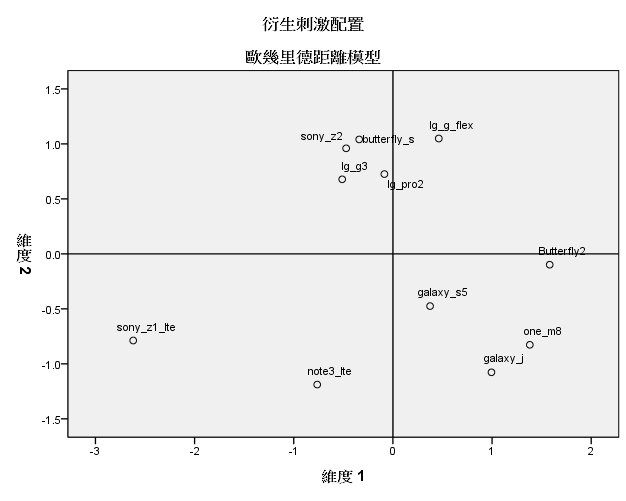 衍生刺激配置
歐幾里德距離模型
1.5
1.0
0.5
0.0
-0.5
-1.0
-1.5
維度 2
lg_g_flex
sony_z2
butterfly_s
lg_g3
lg_pro2
Butterfly2
galaxy_s5
sony_z1_lte
one_m8
galaxy_j
note3_lte
-3
-2
-1
0
1
2
維度 1